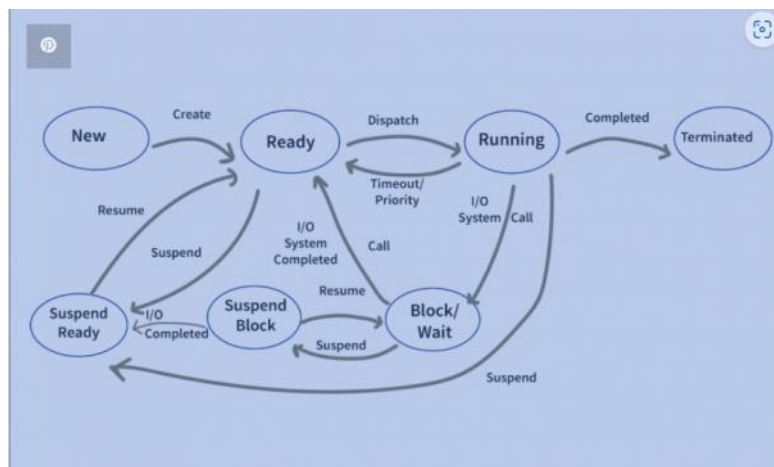 Create
Dispatch
Completed
New
Ready
Running
Terminated
Timeout/
Priority
Resume
I/O
System
Completed
Call
I/O
System
Call
Suspend
Resume
Suspend
Ready
I/O
Completed
Suspend
Block
Block/
Wait
Suspend
Suspend